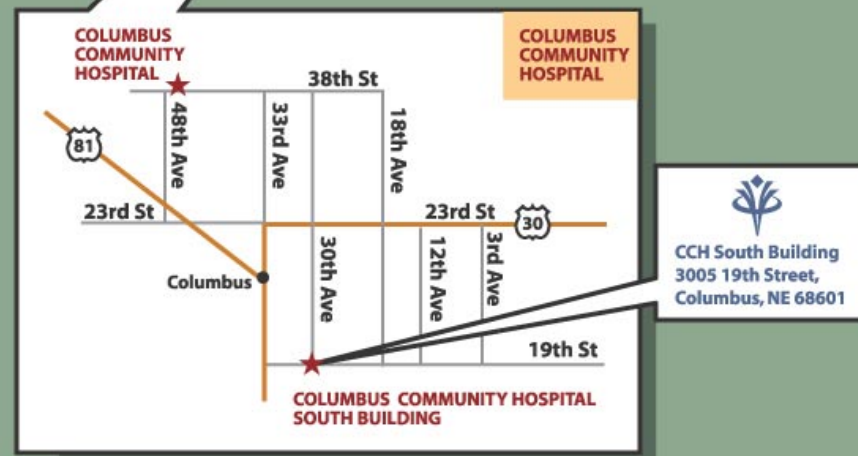 COLUMBUS
COMMUNITY
HOSPITAL
COLUMBUS
COMMUNITY
HOSPITAL
38th St
48th Ave
33rd Ave
18th Ave
81
23rd St
23rd St
30
30th Ave
12th Ave
3rd Ave
Columbus
19th St
COLUMBUS COMMUNITY HOSPITAL
SOUTH BUILDING
CCH South Building
3005 19th Street,
Columbus, NE 68601